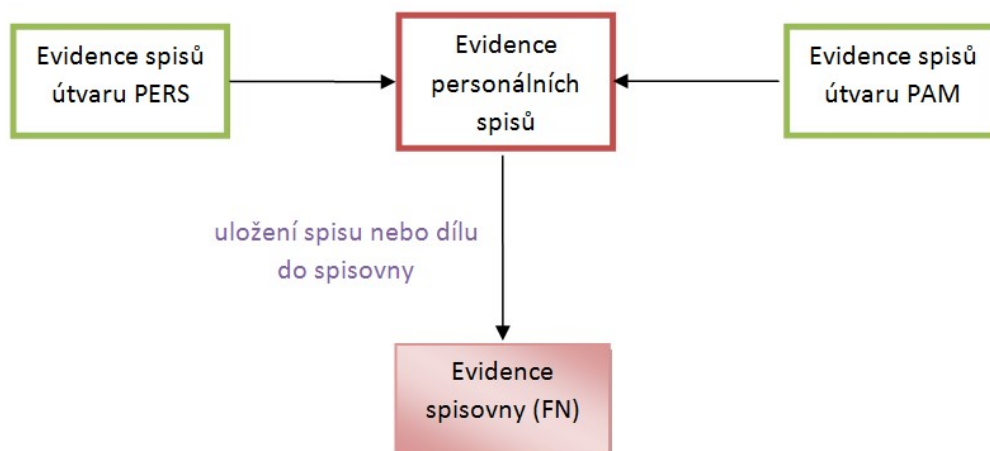 Evidence spisů
útvaru PERS
Evidence
personálních
spisů
Evidence spisů
útvaru PAM
uložení spisu nebo dílu
do spisovny
Evidence
spisovny (FN)